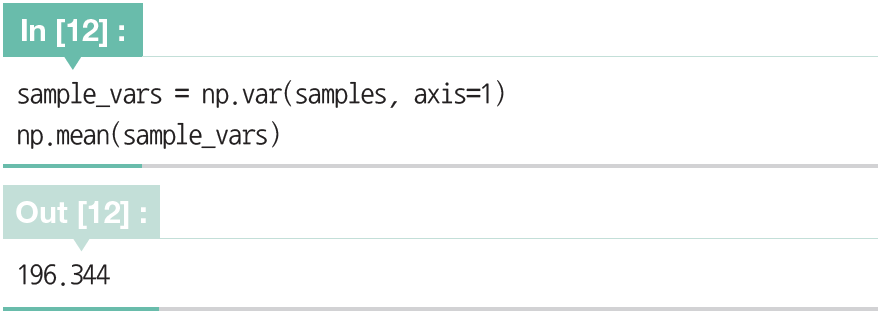 In [12] :
sample_vars = np.var(samples, axis=1)
np.mean(sample_vars)
Out [12] :
196.344